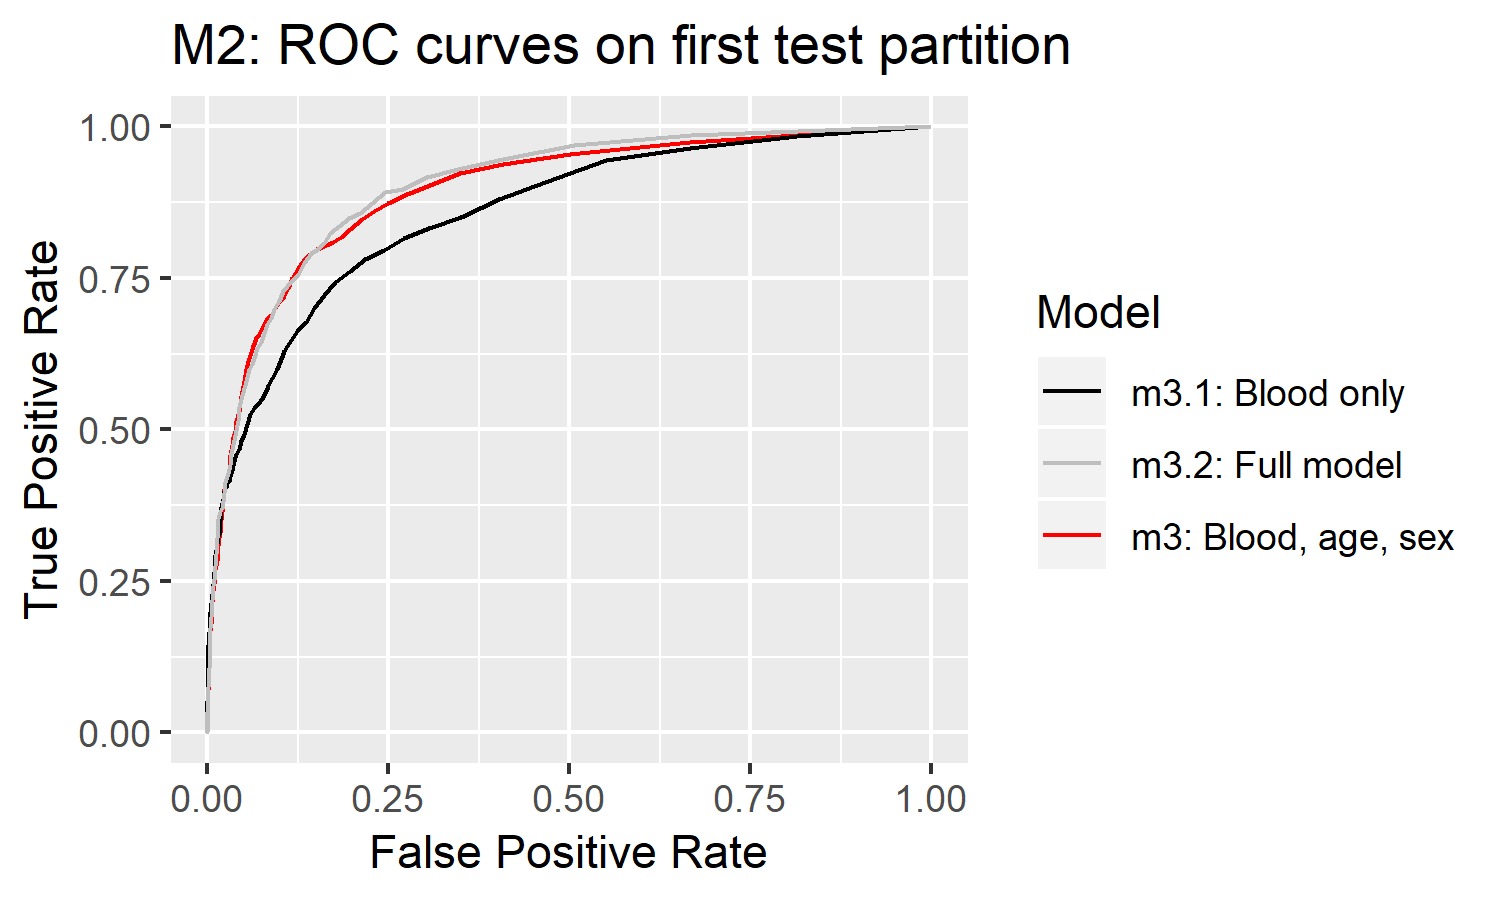 M2: ROC curves on first test partition
1.00
0.75
0.50
0.25
0.00
True Positive Rate
0.00 0.25 0.50 0.75 1.00
False Positive Rate
Model
m3.1: Blood only
m3.2: Full model
m3: Blood, age, sex